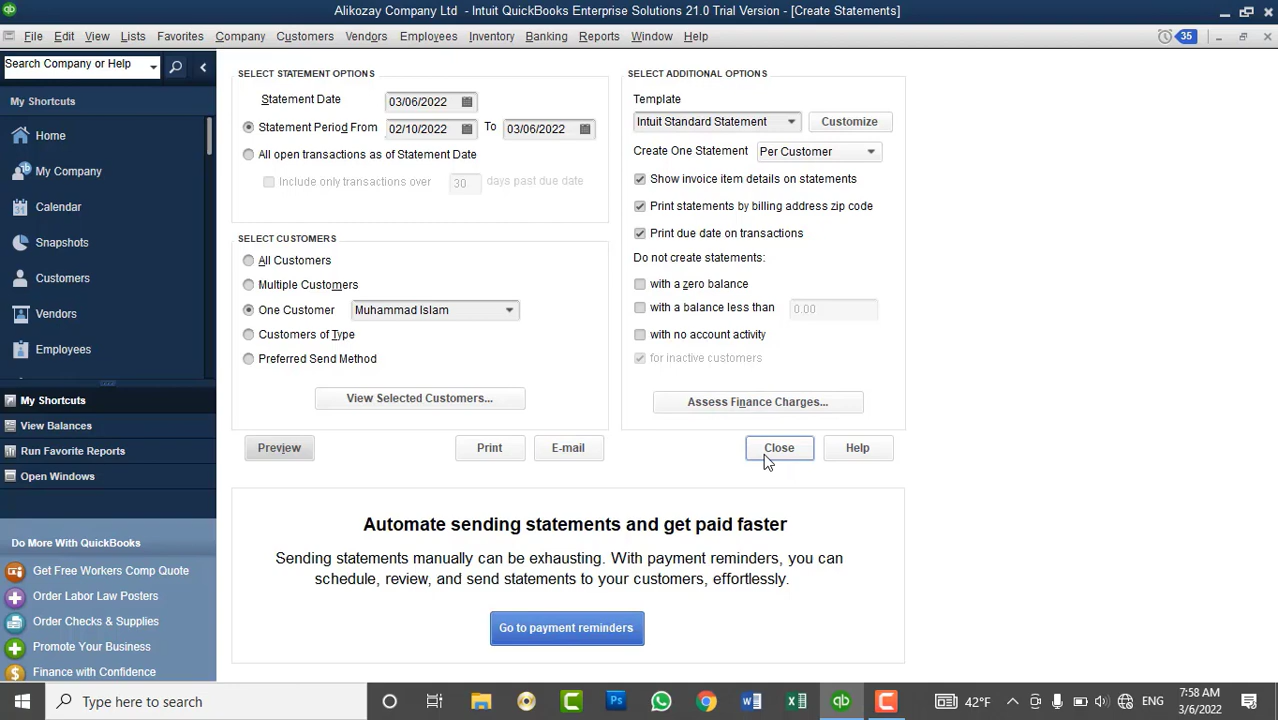 Alikozay Company Ltd - Intuit QuickBooks Enterprise Solutions 21.0 Trial Version - [Create Statements]
File Edit View Lists Favorites Company Customers Vendors Employees Inventory Banking Reports Window Help 35
Search Company or Help
My Shortcuts
Home
My Company
Calendar
Snapshots
Customers
Vendors
Employees
My Shortcuts
View Balances
Run Favorite Reports
Open Windows
Do More With QuickBooks
Get Free Workers Comp Quote
Order Labor Law Posters
Order Checks & Supplies
Promote Your Business
Finance with Confidence
SELECT STATEMENT OPTIONS
Statement Date 03/06/2022
Statement Period From 02/10/2022 To 03/06/2022
All open transactions as of Statement Date
Include only transactions over 30 days past due date
SELECT CUSTOMERS
All Customers
Multiple Customers
One Customer Muhammad Islam
Customers of Type
Preferred Send Method
View Selected Customers...
SELECT ADDITIONAL OPTIONS
Template
Intuit Standard Statement Customize
Create One Statement Per Customer
Show invoice item details on statements
Print statements by billing address zip code
Print due date on transactions
Do not create statements:
with a zero balance
with a balance less than 0.00
with no account activity
for inactive customers
Assess Finance Charges...
Preview Print E-mail Close Help
Automate sending statements and get paid faster
Sending statements manually can be exhausting. With payment reminders, you can
schedule, review, and send statements to your customers, effortlessly.
Go to payment reminders
Type here to search
42°F
ENG
7:58 AM
3/6/2022